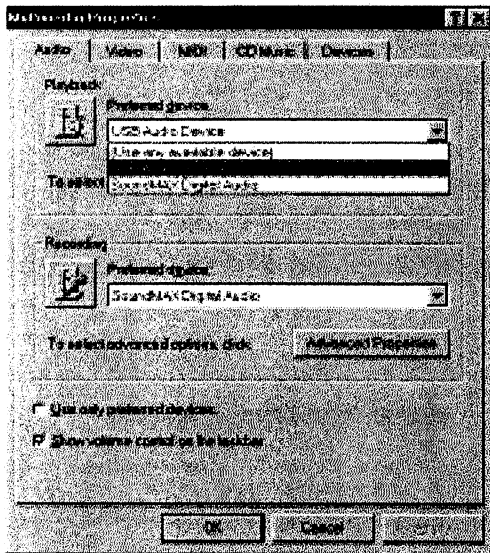 Multimedia Properties
Audio Video MIDI CD Music Devices
Playback
Preferred device:
USB Audio Device
(Use any available device)
SoundMAX Digital Audio
To select
Recording
Preferred device:
SoundMAX Digital Audio
To select advanced options, click:
Advanced Properties
Use only preferred devices
Show volume control on the taskbar
OK Cancel